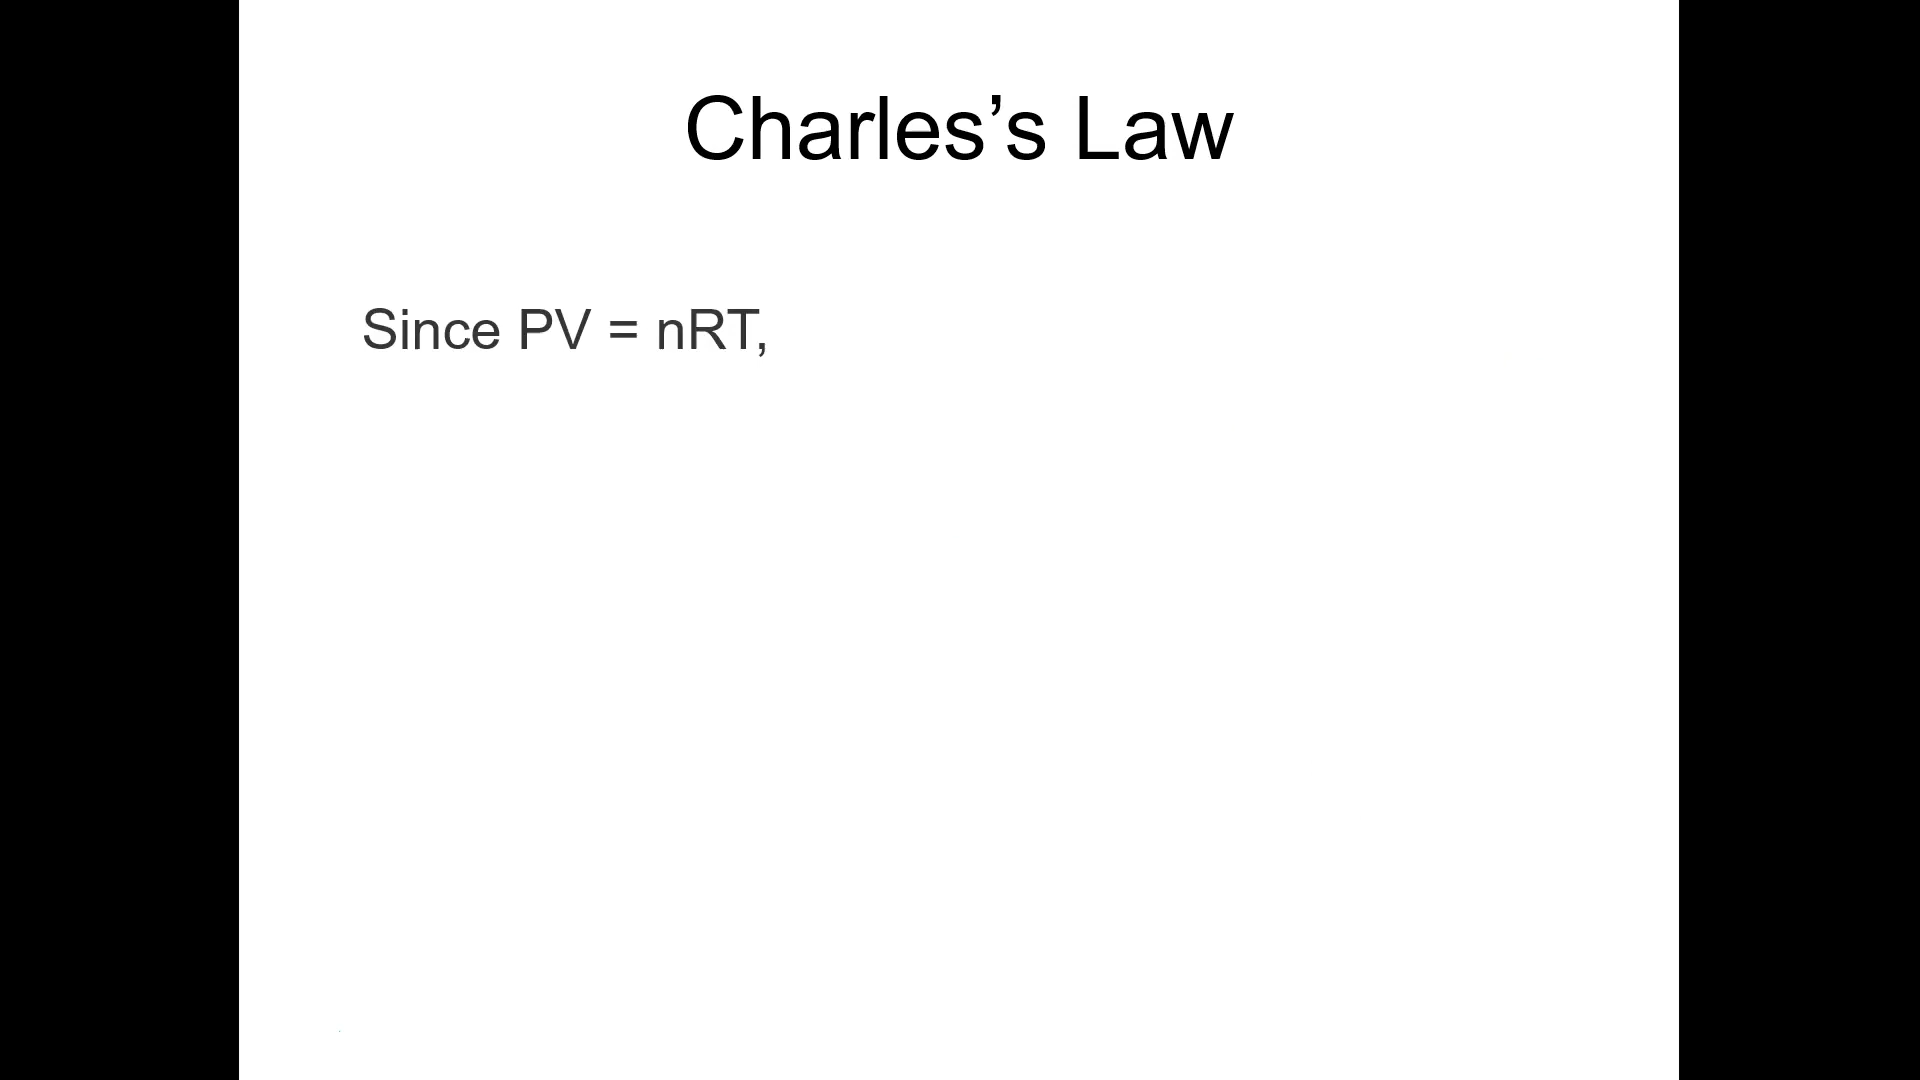 Charles’s Law
Since PV = nRT,